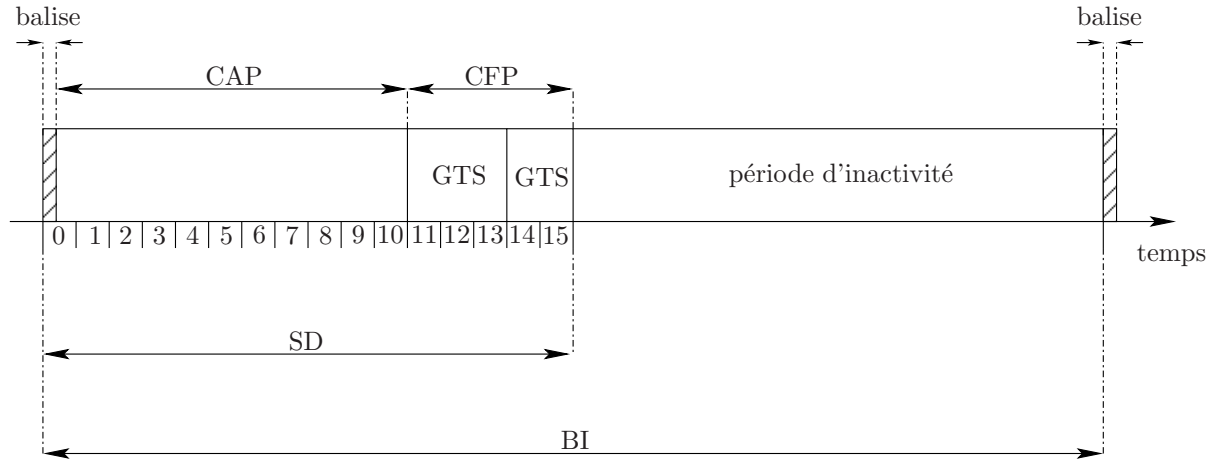 balise balise
CAP CFP
GTS GTS période d'inactivité
0 1 2 3 4 5 6 7 8 9 10 11 12 13 14 15
temps
SD
BI